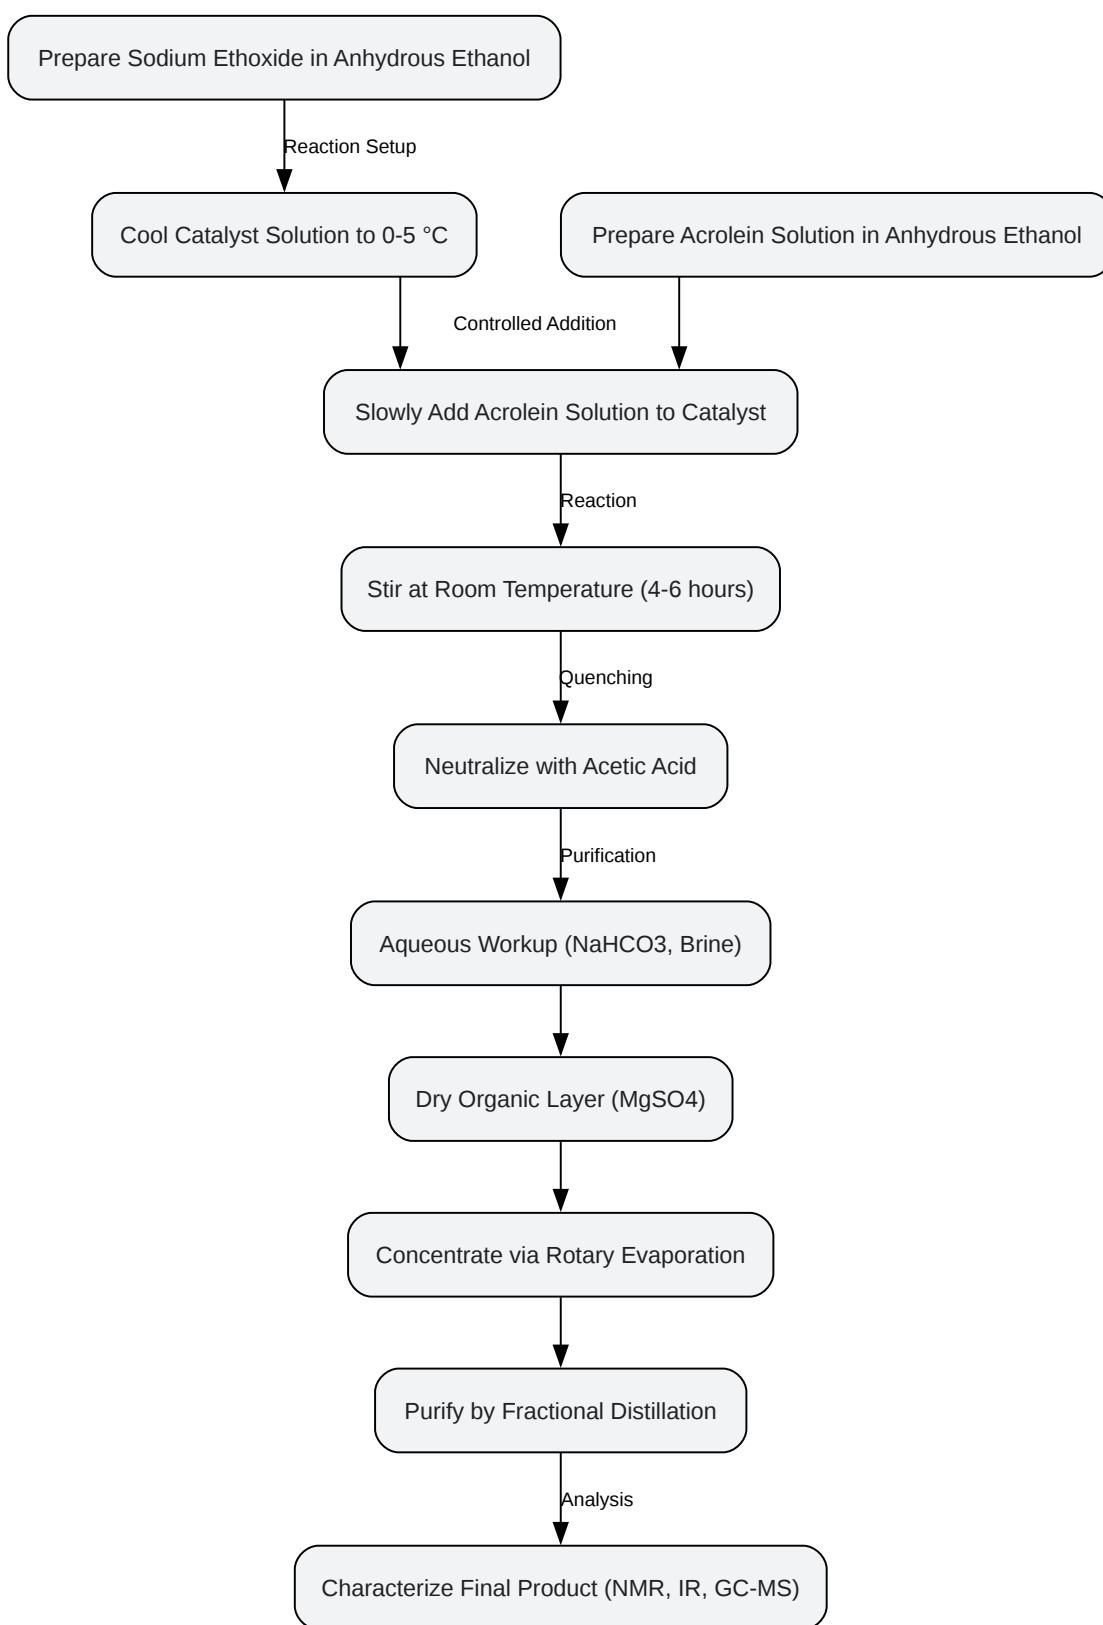 Prepare Sodium Ethoxide in Anhydrous Ethanol
Reaction Setup
Cool Catalyst Solution to 0-5 °C
Prepare Acrolein Solution in Anhydrous Ethanol
Controlled Addition
Slowly Add Acrolein Solution to Catalyst
Reaction
Stir at Room Temperature (4-6 hours)
Quenching
Neutralize with Acetic Acid
Purification
Aqueous Workup (NaHCO3, Brine)
Dry Organic Layer (MgSO4)
Concentrate via Rotary Evaporation
Purify by Fractional Distillation
Analysis
Characterize Final Product (NMR, IR, GC-MS)